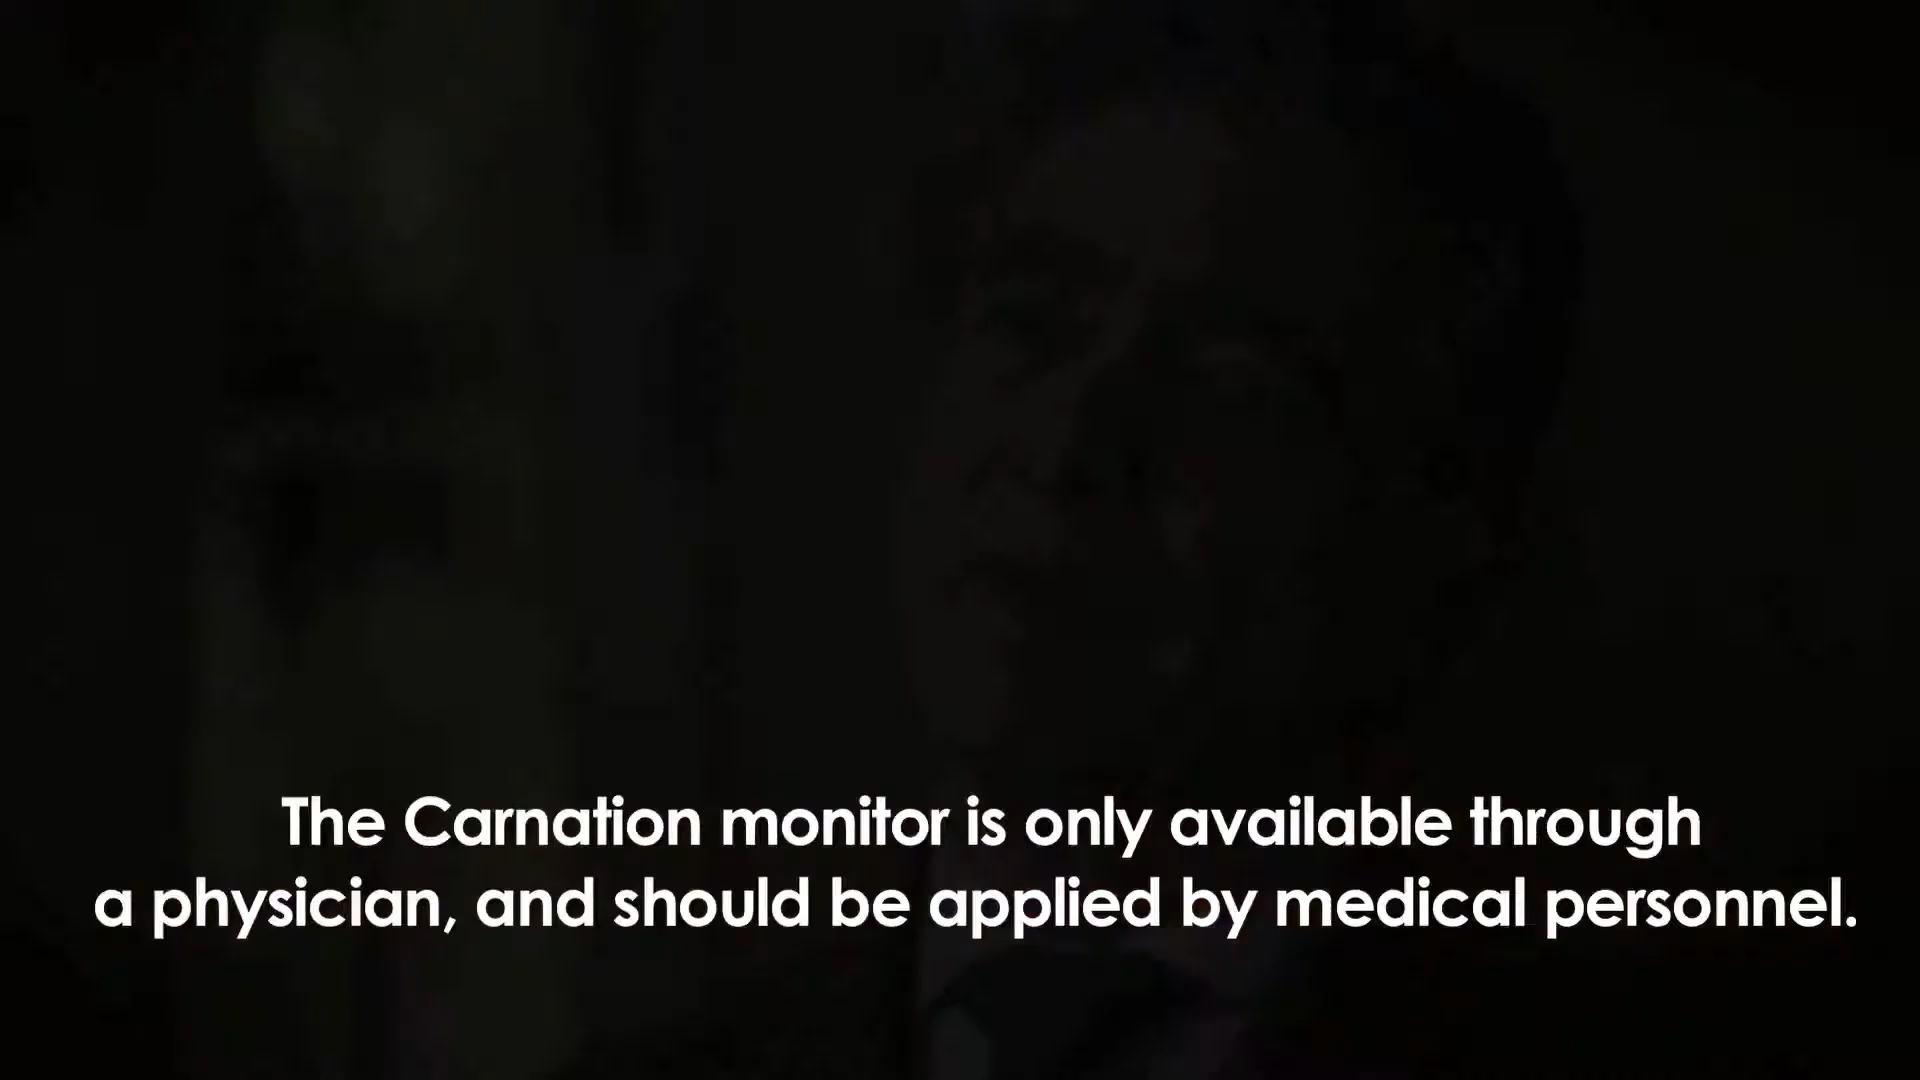 The Carnation monitor is only available through
a physician, and should be applied by medical personnel.